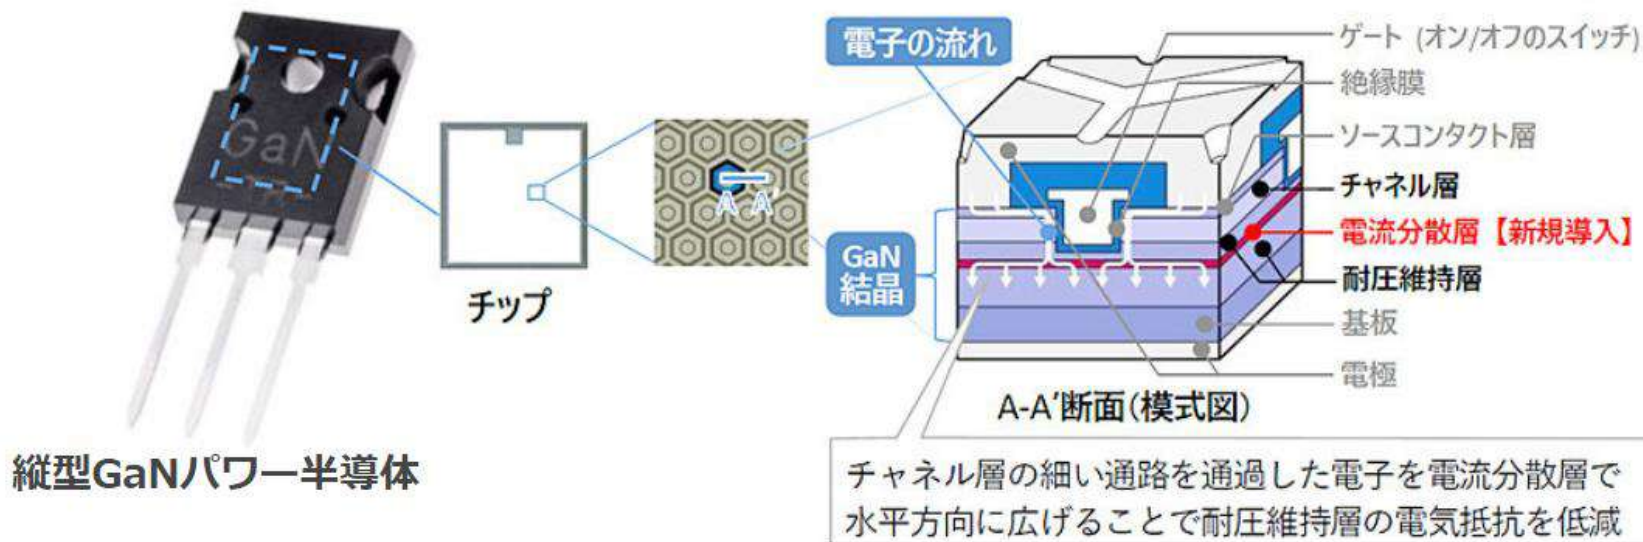 電子の流れ
ゲート (オン/オフのスイッチ)
絶縁膜
ソースコンタクト層
チャネル層
電流分散層【新規導入】
耐圧維持層
基板
電極
GaN
A A'
GaN
結晶
チップ
A-A'断面(模式図)
縦型GaNパワー半導体
チャネル層の細い通路を通過した電子を電流分散層で
水平方向に広げることで耐圧維持層の電気抵抗を低減